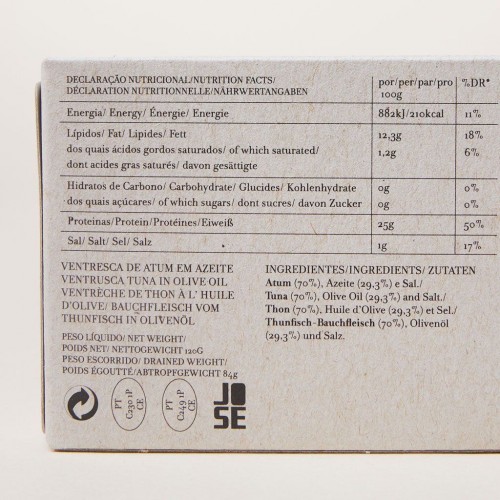 DECLARAÇÃO NUTRICIONAL/NUTRITION FACTS/
DÉCLARATION NUTRITIONNELLE/NÄHRWERTANGABEN
por/per/par/pro
100g
%DR*
Energia/ Energy/ Énergie/ Energie 882kJ/210kcal 11%
Lípidos/ Fat/ Lipides/ Fett 12,3g 18%
dos quais ácidos gordos saturados/ of which saturated/
dont acides gras saturés/ davon gesättigte 1,2g 6%
Hidratos de Carbono/ Carbohydrate/ Glucides/ Kohlenhydrate 0g 0%
dos quais açúcares/ of which sugars/ dont sucres/ davon Zucker 0g 0%
Proteinas/Protein/Protéines/Eiweiß 25g 50%
Sal/ Salt/ Sel/ Salz 1g 17%
VENTRESCA DE ATUM EM AZEITE
VENTRUSCA TUNA IN OLIVE OIL
VENTRÈCHE DE THON À L' HUILE
D'OLIVE/ BAUCHFLEISCH VOM
THUNFISCH IN OLIVENÖL
PESO LÍQUIDO/ NET WEIGHT/
POIDS NET/ NETTOGEWICHT 120G
PESO ESCORRIDO/ DRAINED WEIGHT/
POIDS ÉGOUTTÉ/ABTROPFGEWICHT 84g
INGREDIENTES/INGREDIENTS/ ZUTATEN
Atum (70%), Azeite (29,3%) e Sal./
Tuna (70%), Olive Oil (29,3%) and Salt./
Thon (70%), Huile d'Olive (29,3%) et Sel./
Thunfisch-Bauchfleisch (70%), Olivenöl
(29,3%) und Salz.
PT
C230 1P
CE
PT
C249 1P
CE
JO
SE